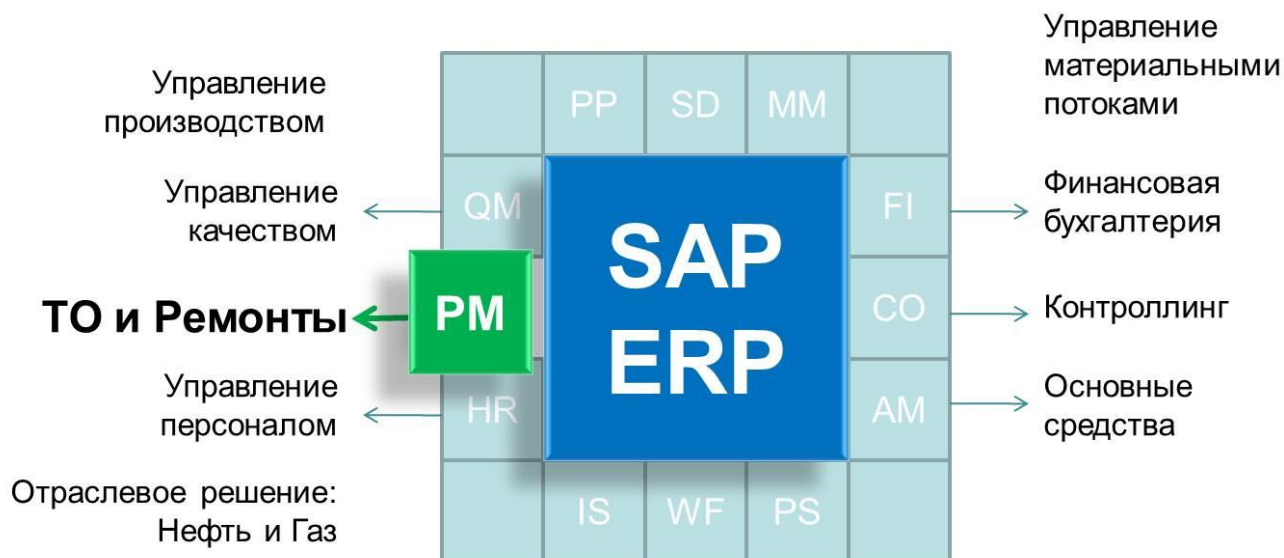 Управление
производством
Управление
качеством
ТО и Ремонты
Управление
персоналом
Отраслевое решение:
Нефть и Газ
PP SD MM
QM
PM
HR
SAP
ERP
FI
CO
AM
IS WF PS
Управление
материальными
потоками
Финансовая
бухгалтерия
Контроллинг
Основные
средства